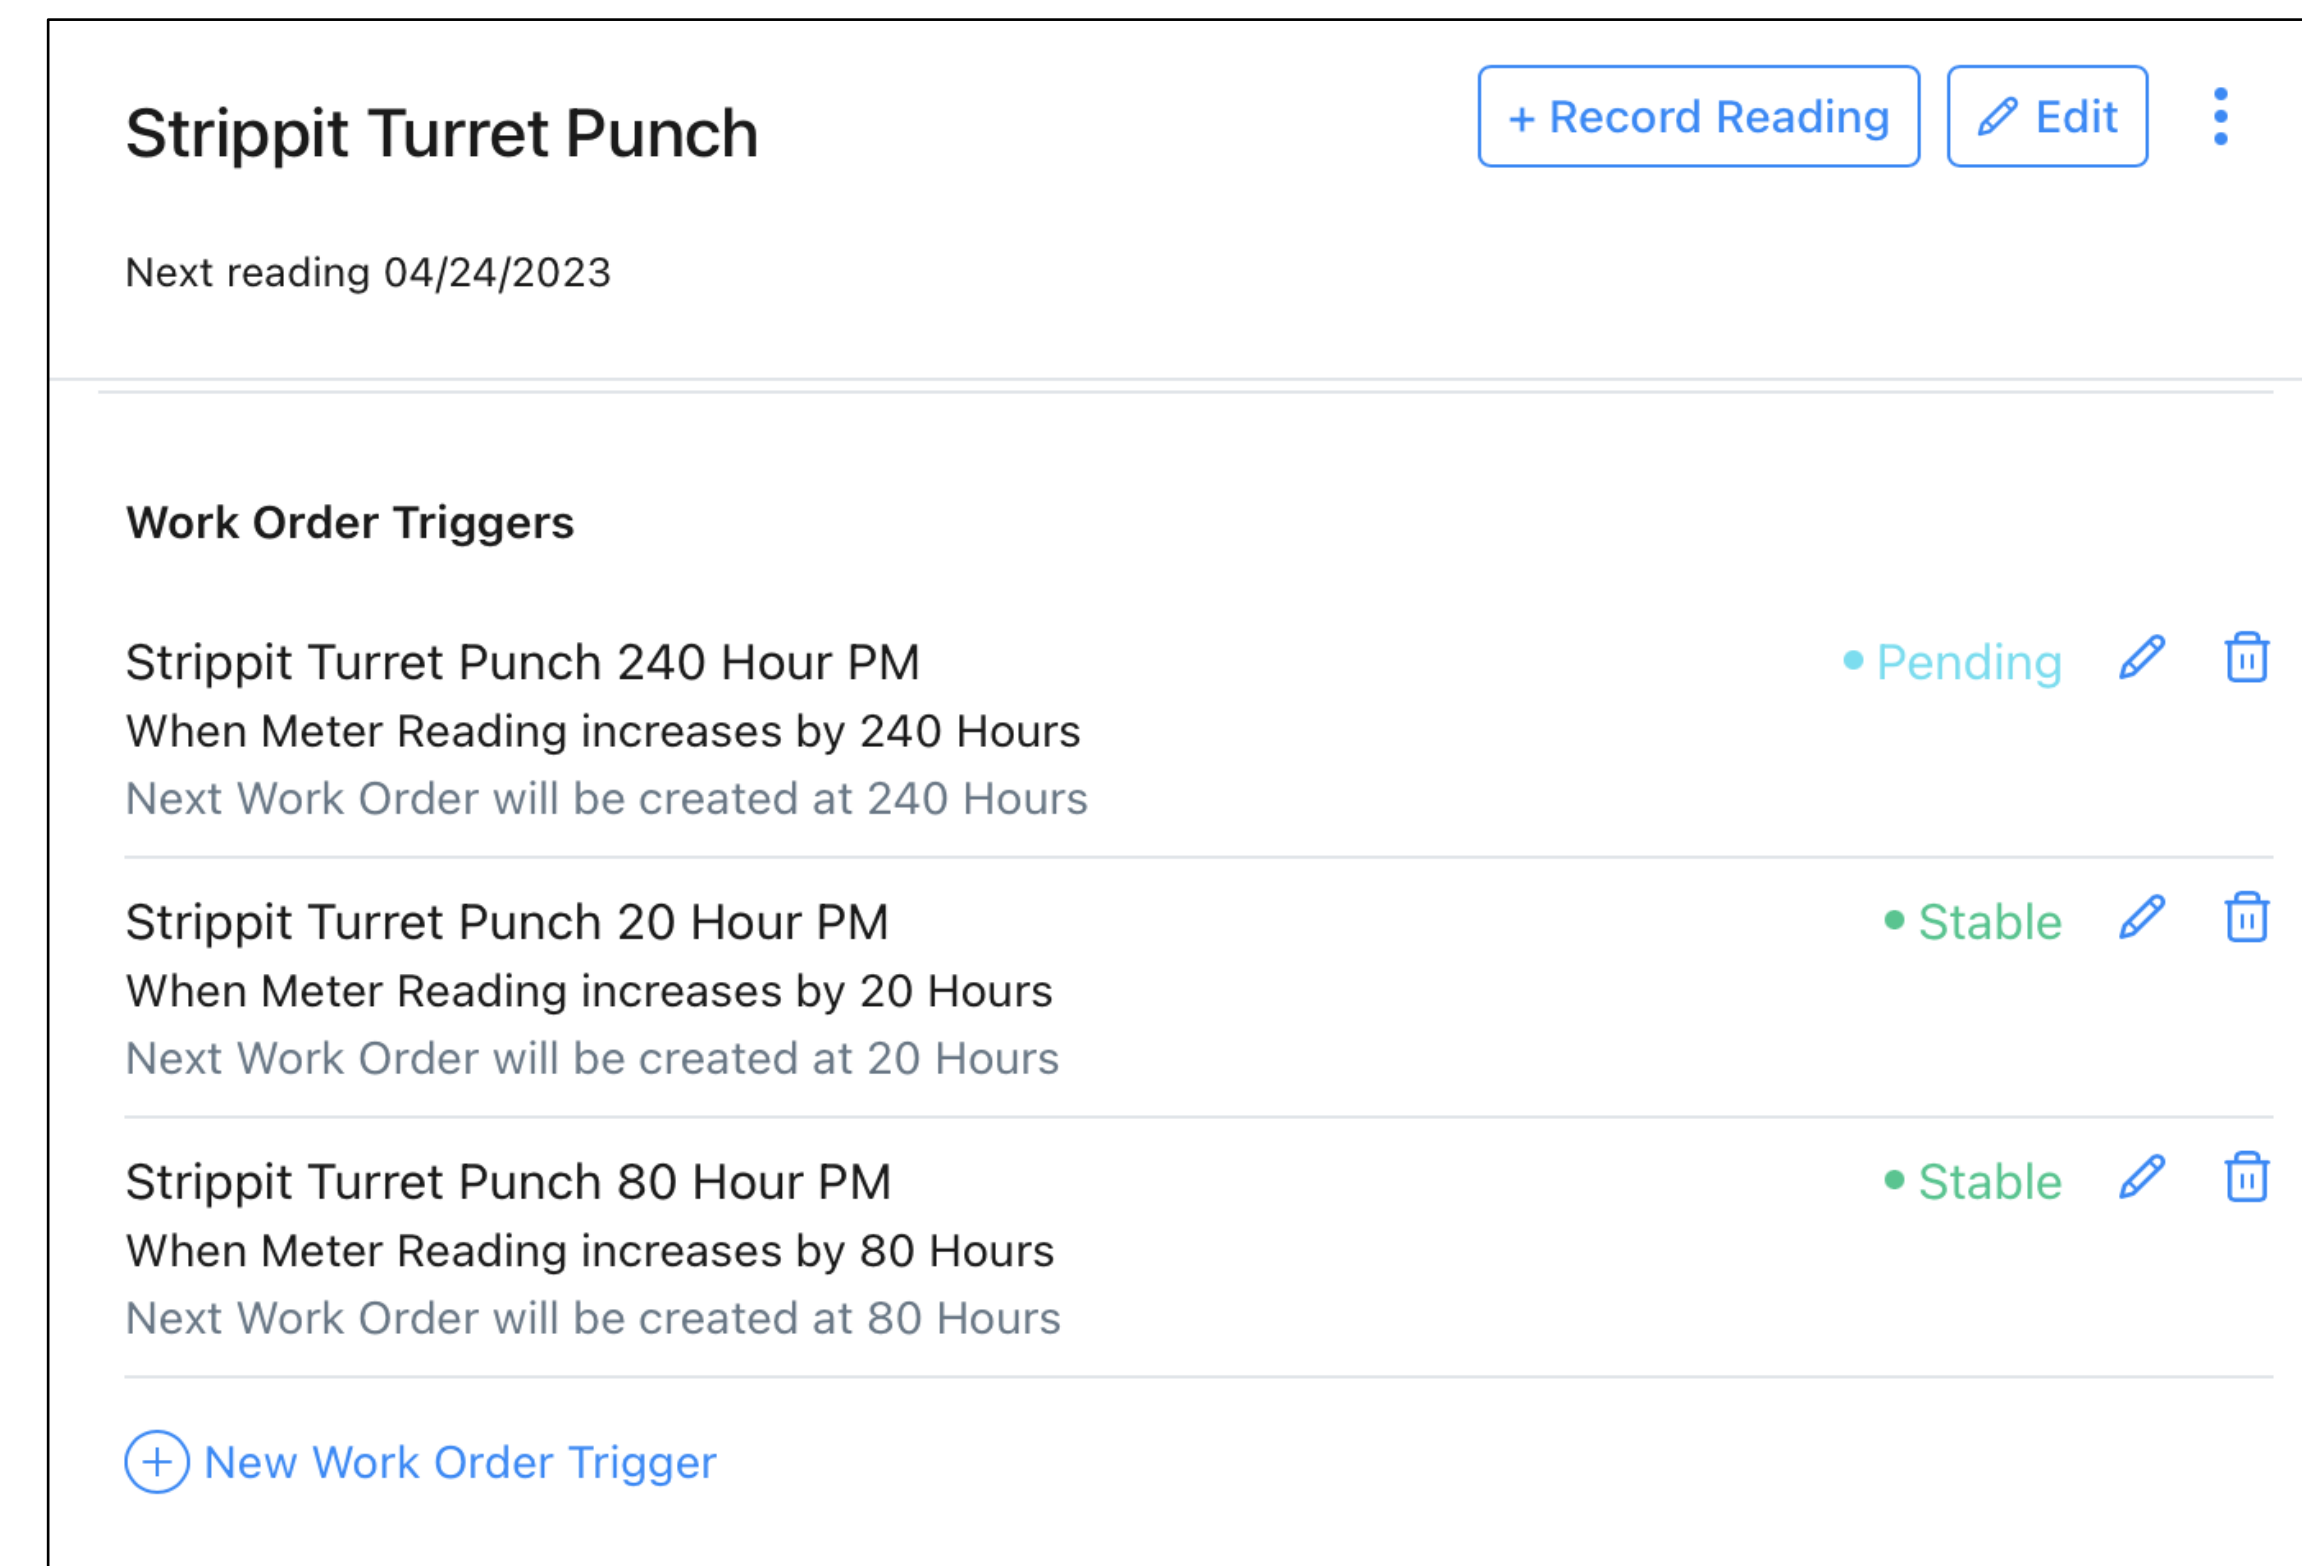 Strippit Turret Punch
+ Record Reading
Edit
Next reading 04/24/2023
Work Order Triggers
Strippit Turret Punch 240 Hour PM
Pending
When Meter Reading increases by 240 Hours
Next Work Order will be created at 240 Hours
Strippit Turret Punch 20 Hour PM
Stable
When Meter Reading increases by 20 Hours
Next Work Order will be created at 20 Hours
Strippit Turret Punch 80 Hour PM
Stable
When Meter Reading increases by 80 Hours
Next Work Order will be created at 80 Hours
New Work Order Trigger